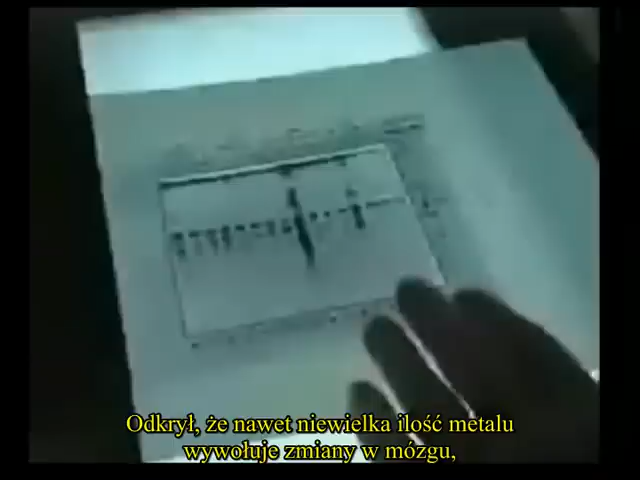 Odkrył, że nawet niewielka ilość metalu
wywołuje zmiany w mózgu,